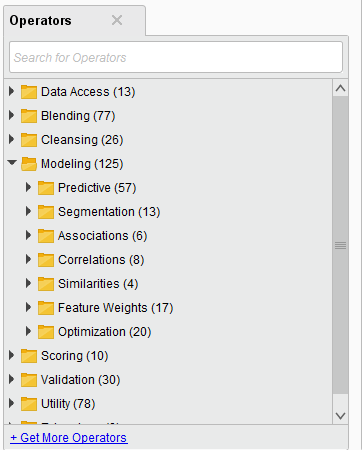 Operators
Search for Operators
Data Access (13)
Blending (77)
Cleansing (26)
Modeling (125)
Predictive (57)
Segmentation (13)
Associations (6)
Correlations (8)
Similarities (4)
Feature Weights (17)
Optimization (20)
Scoring (10)
Validation (30)
Utility (78)
+ Get More Operators